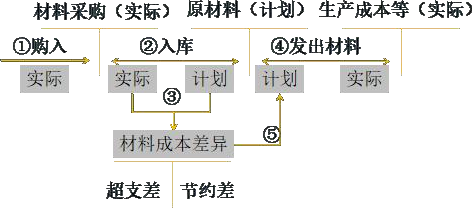 材料采购（实际） 原材料（计划） 生产成本等（实际）
①购入 ②入库 ④发出材料
实际 实际 计划 计划 实际
③
材料成本差异 ⑤
超支差 节约差